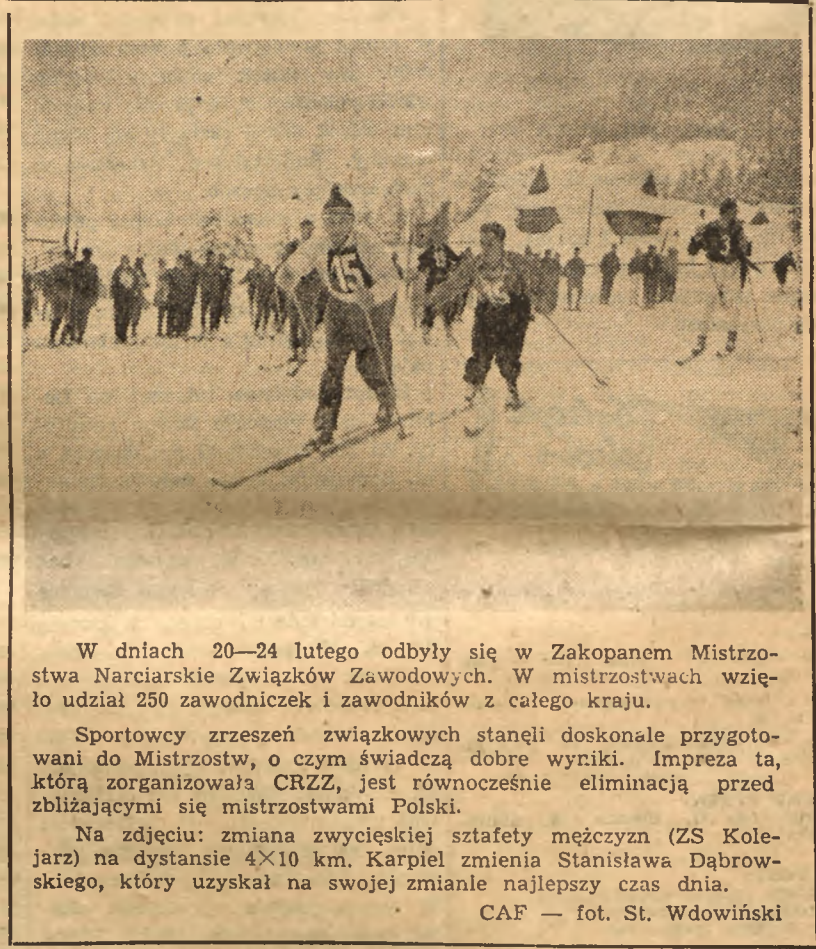 15
3
W dniach 20—24 lutego odbyły się w Zakopanem Mistrzo-
stwa Narciarskie Związków Zawodowych. W mistrzostwach wzię-
ło udział 250 zawodniczek i zawodników z całego kraju.
Sportowcy zrzeszeń związkowych stanęli doskonale przygoto-
wani do Mistrzostw, o czym świadczą dobre wyniki. Impreza ta,
którą zorganizowała CRZZ, jest równocześnie eliminacją przed
zbliżającymi się mistrzostwami Polski.
Na zdjęciu: zmiana zwycięskiej sztafety mężczyzn (ZS Kole-
jarz) na dystansie 4×10 km. Karpiel zmienia Stanisława Dąbrow-
skiego, który uzyskał na swojej zmianie najlepszy czas dnia.
CAF — fot. St. Wdowiński